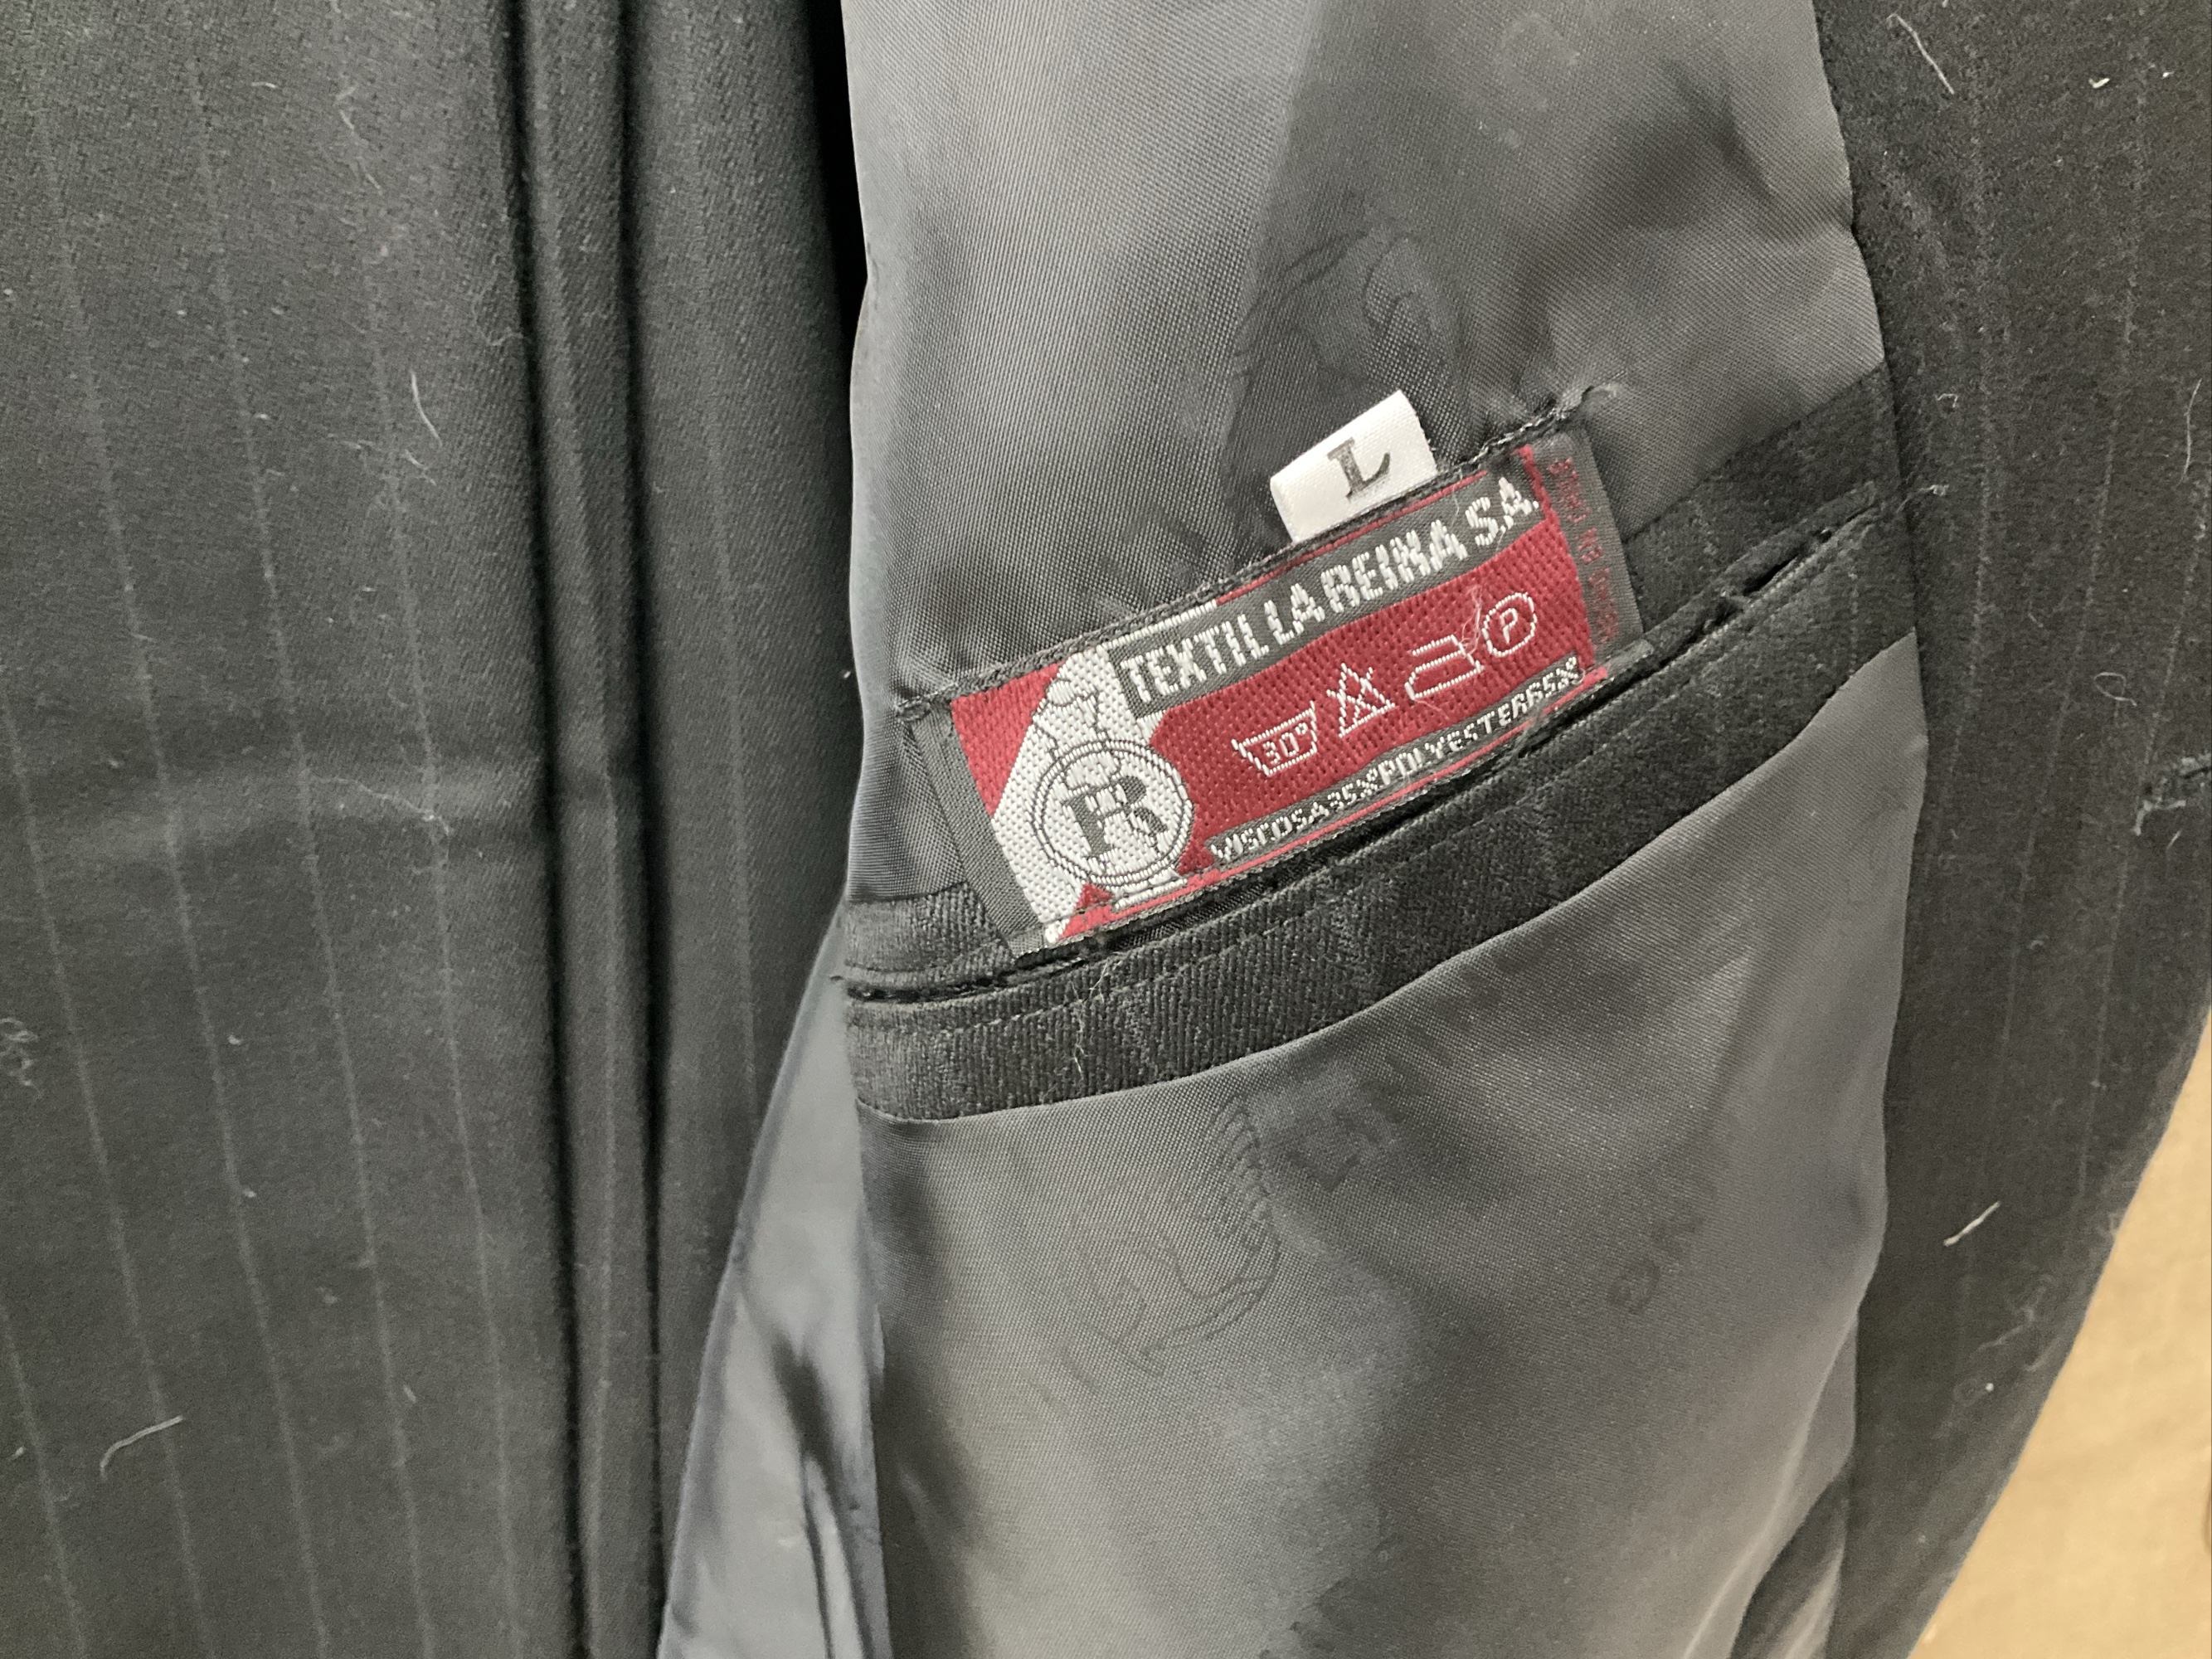 L
TEXTIL LA REINA S.A.
30° P
R
VISCOSA35%POLYESTER65%